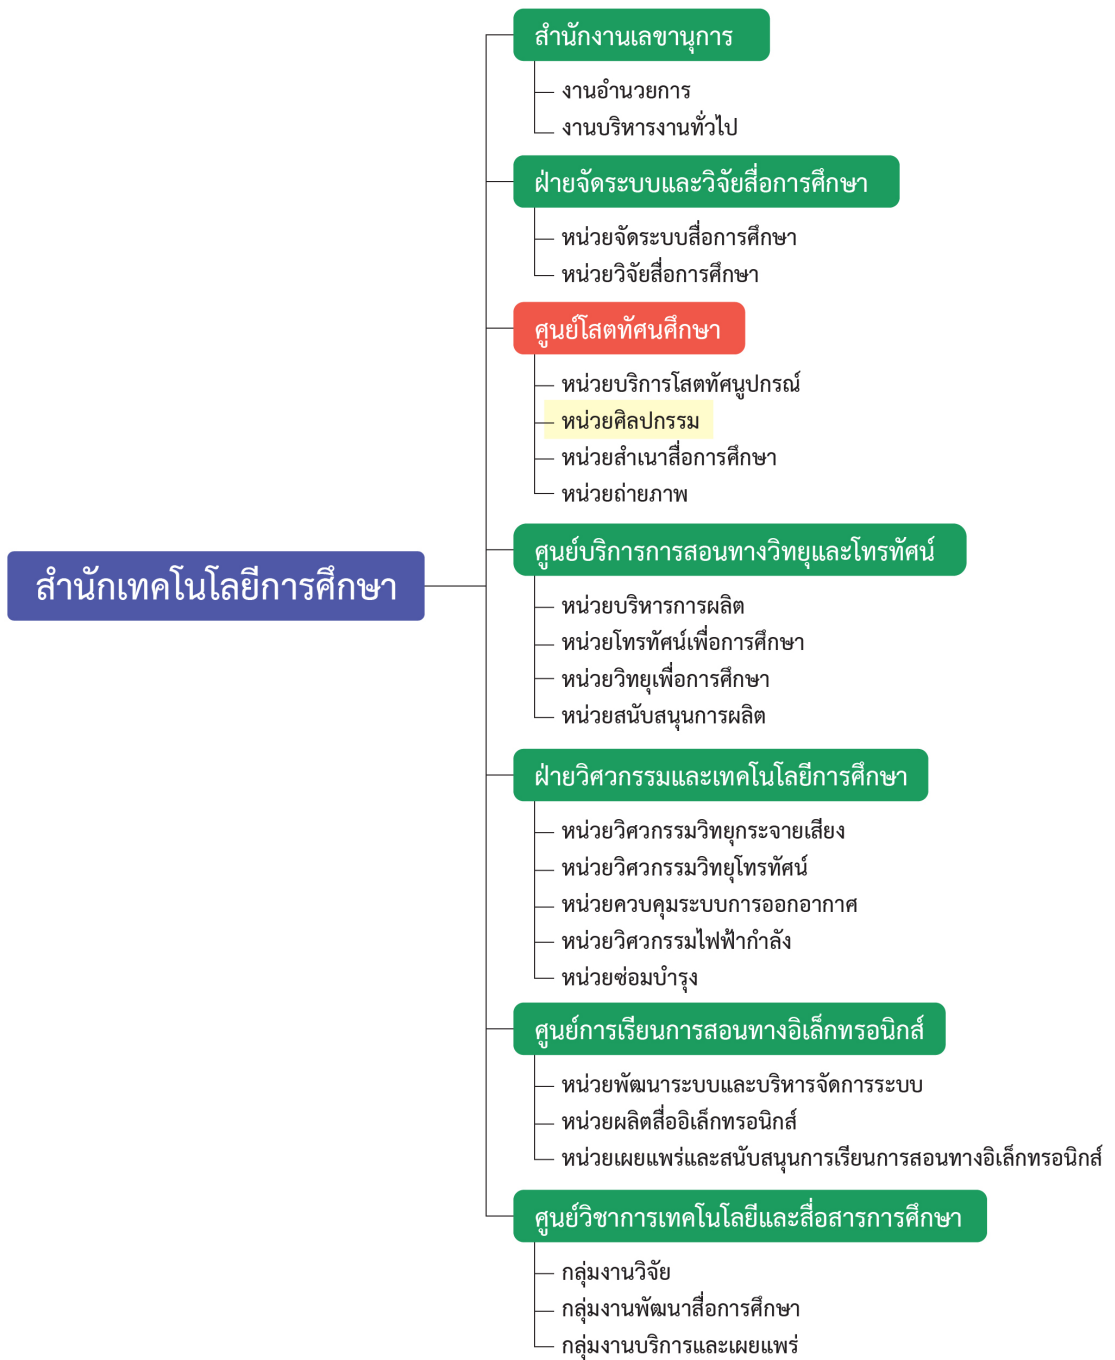 สำนักงานเลขานุการ
งานอำนวยการ
งานบริหารงานทั่วไป
ฝ่ายจัดระบบและวิจัยสื่อการศึกษา
หน่วยจัดระบบสื่อการศึกษา
หน่วยวิจัยสื่อการศึกษา
ศูนย์โสตทัศนศึกษา
หน่วยบริการโสตทัศนูปกรณ์
หน่วยศิลปกรรม
หน่วยสำเนาสื่อการศึกษา
หน่วยถ่ายภาพ
ศูนย์บริการการสอนทางวิทยุและโทรทัศน์
สำนักเทคโนโลยีการศึกษา
หน่วยบริหารการผลิต
หน่วยโทรทัศน์เพื่อการศึกษา
หน่วยวิทยุเพื่อการศึกษา
หน่วยสนับสนุนการผลิต
ฝ่ายวิศวกรรมและเทคโนโลยีการศึกษา
หน่วยวิศวกรรมวิทยุกระจายเสียง
หน่วยวิศวกรรมวิทยุโทรทัศน์
หน่วยควบคุมระบบการออกอากาศ
หน่วยวิศวกรรมไฟฟ้ากำลัง
หน่วยซ่อมบำรุง
ศูนย์การเรียนการสอนทางอิเล็กทรอนิกส์
หน่วยพัฒนาระบบและบริหารจัดการระบบ
หน่วยผลิตสื่ออิเล็กทรอนิกส์
หน่วยเผยแพร่และสนับสนุนการเรียนการสอนทางอิเล็กทรอนิกส์
ศูนย์วิชาการเทคโนโลยีและสื่อสารการศึกษา
กลุ่มงานวิจัย
กลุ่มงานพัฒนาสื่อการศึกษา
กลุ่มงานบริการและเผยแพร่